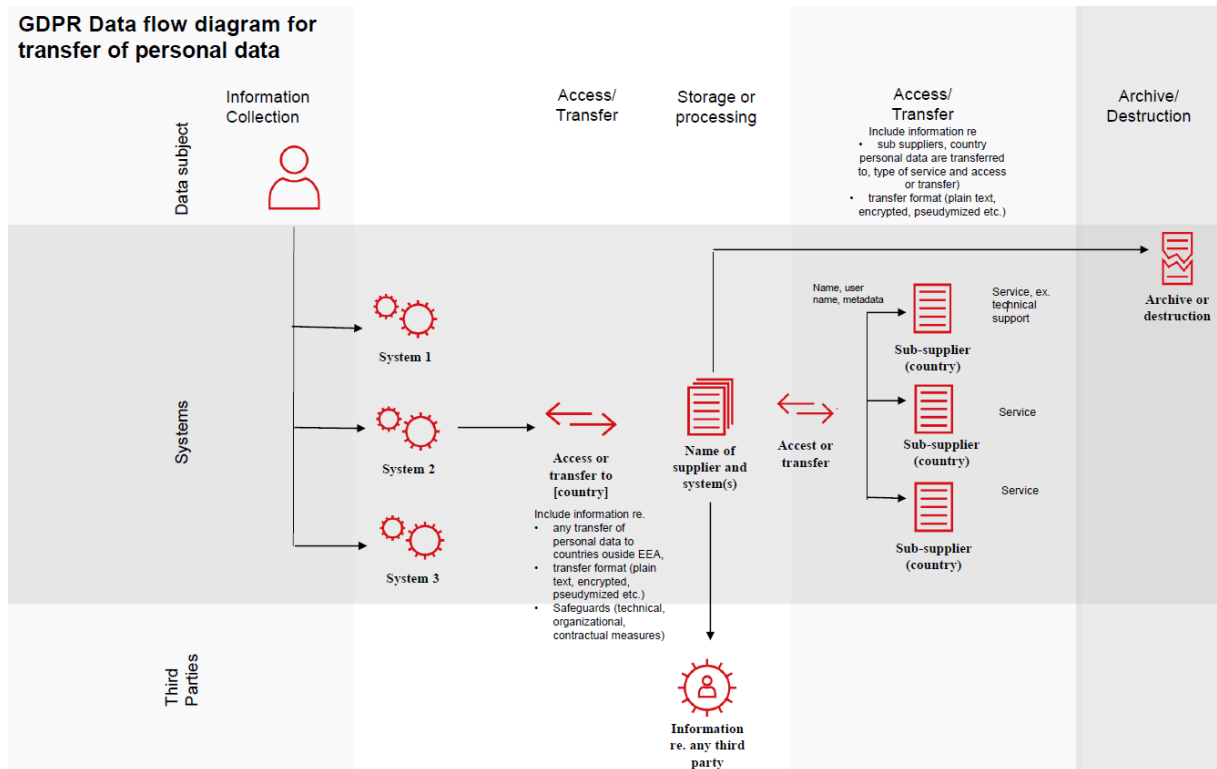 GDPR Data flow diagram for
transfer of personal data
Information
Collection
Access/
Transfer
Storage or
processing
Access/
Transfer
Archive/
Destruction
Include information re
• sub suppliers, country
personal data are transferred
to, type of service and access
or transfer)
• transfer format (plain text,
encrypted, pseudymized etc.)
Data subject
Systems
System 1
System 2
System 3
Access or
transfer to
[country]
Include information re.
• any transfer of
personal data to
countries ouside EEA,
• transfer format (plain
text, encrypted,
pseudymized etc.)
• Safeguards (technical,
organizational,
contractual measures)
Name of
supplier and
system(s)
Accest or
transfer
Name, user
name, metadata
Service, ex.
technical
support
Sub-supplier
(country)
Service
Sub-supplier
(country)
Service
Sub-supplier
(country)
Archive or
destruction
Third
Parties
Information
re. any third
party